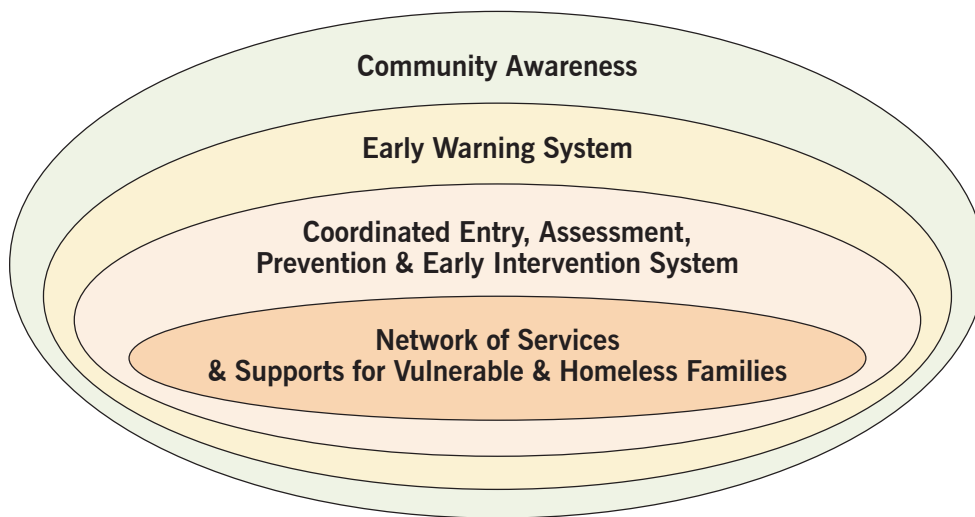 Community Awareness
Early Warning System
Coordinated Entry, Assessment,
Prevention & Early Intervention System
Network of Services
& Supports for Vulnerable & Homeless Families